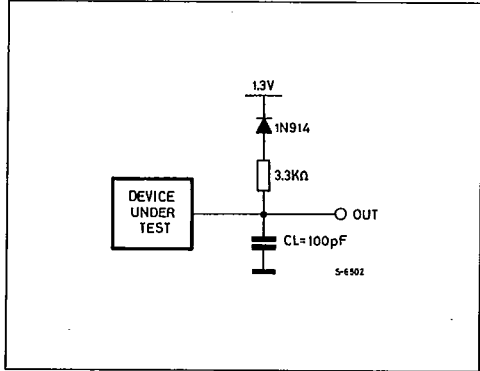 1.3V
1N914
3.3KΩ
DEVICE
UNDER
TEST
OUT
CL=100pF
S-6502